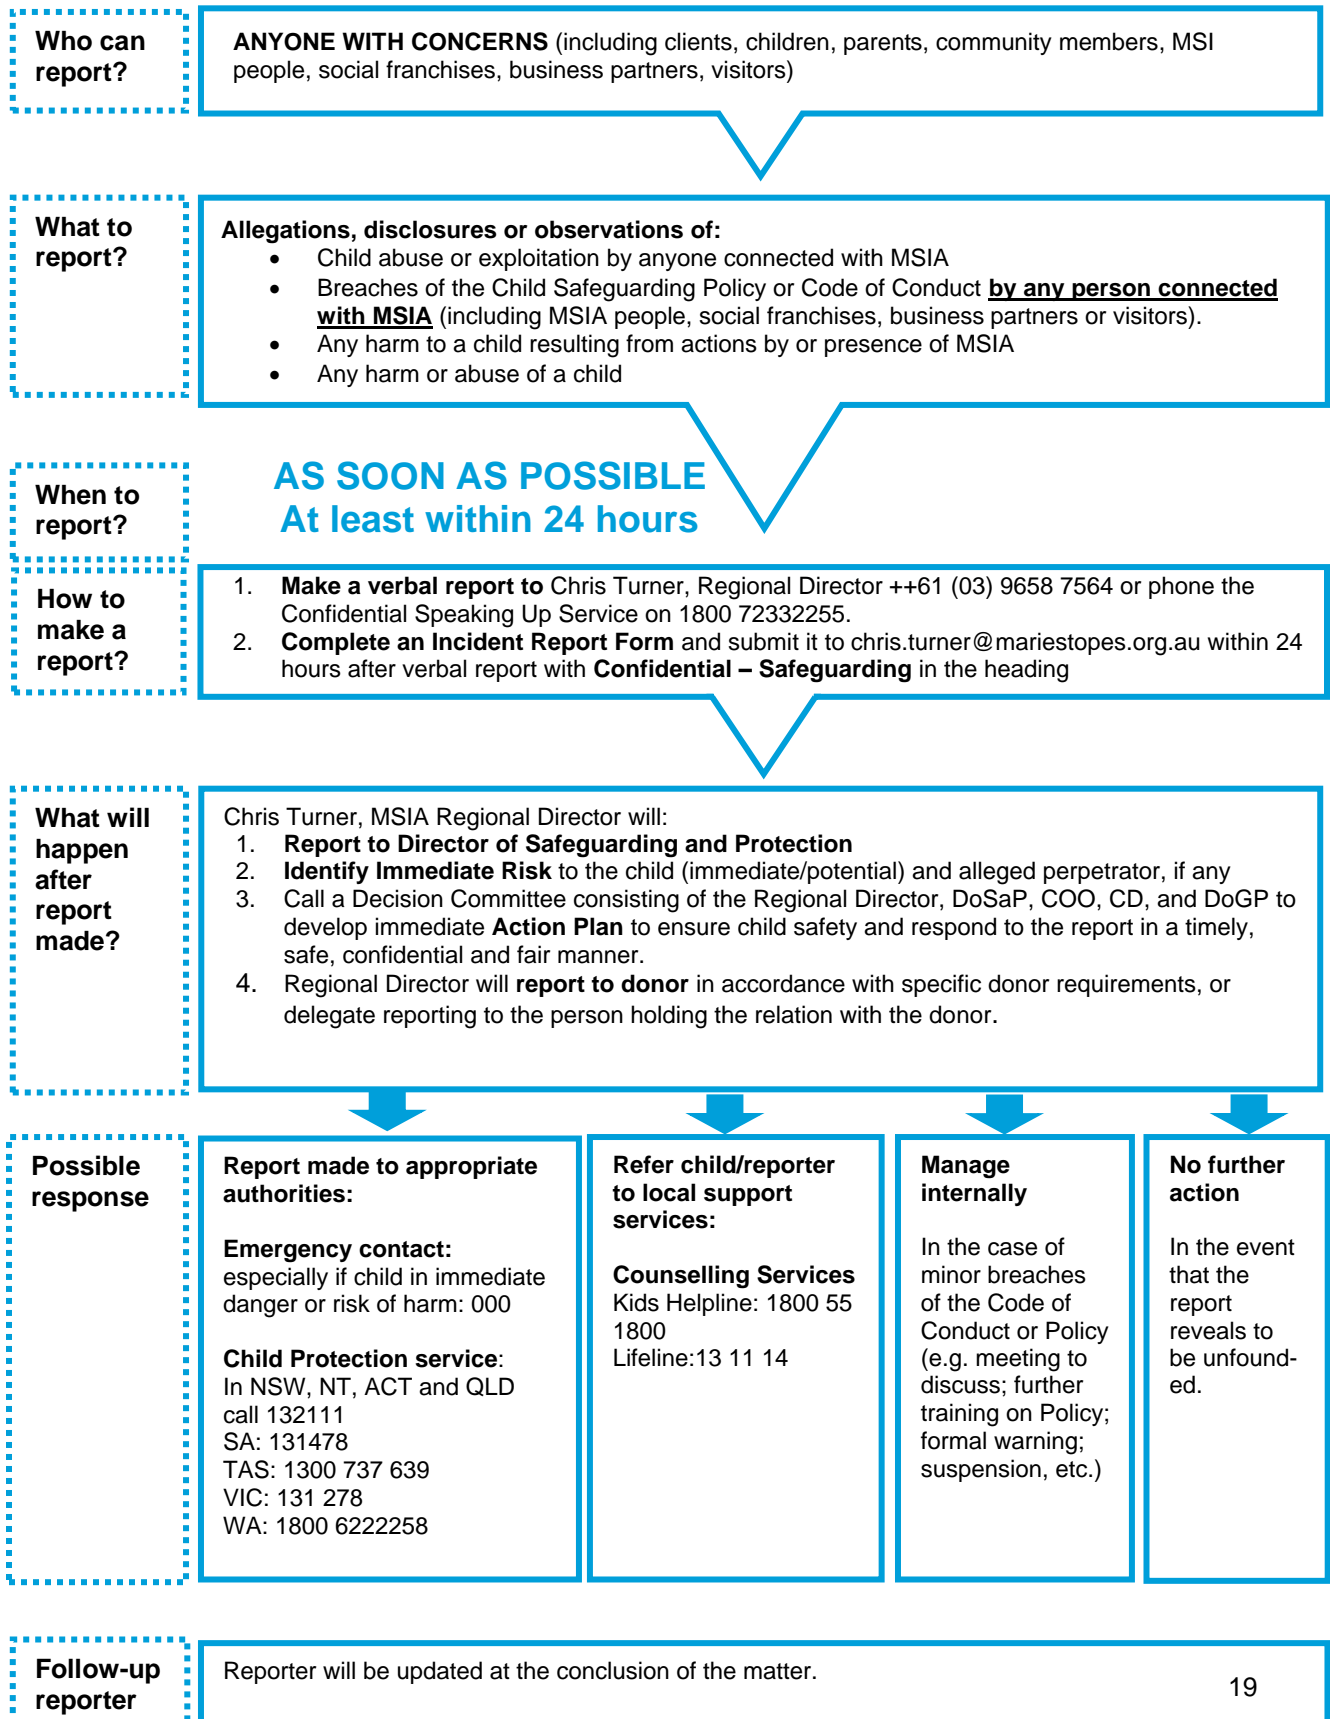 Who can
report?
ANYONE WITH CONCERNS (including clients, children, parents, community members, MSI
people, social franchises, business partners, visitors)
What to
report?
Allegations, disclosures or observations of:
• Child abuse or exploitation by anyone connected with MSIA
• Breaches of the Child Safeguarding Policy or Code of Conduct by any person connected
with MSIA (including MSIA people, social franchises, business partners or visitors).
• Any harm to a child resulting from actions by or presence of MSIA
• Any harm or abuse of a child
When to
report?
AS SOON AS POSSIBLE
At least within 24 hours
How to
make a
report?
1. Make a verbal report to Chris Turner, Regional Director ++61 (03) 9658 7564 or phone the
Confidential Speaking Up Service on 1800 72332255.
2. Complete an Incident Report Form and submit it to chris.turner@mariestopes.org.au within 24
hours after verbal report with Confidential – Safeguarding in the heading
What will
happen
after
report
made?
Chris Turner, MSIA Regional Director will:
1. Report to Director of Safeguarding and Protection
2. Identify Immediate Risk to the child (immediate/potential) and alleged perpetrator, if any
3. Call a Decision Committee consisting of the Regional Director, DoSaP, COO, CD, and DoGP to
develop immediate Action Plan to ensure child safety and respond to the report in a timely,
safe, confidential and fair manner.
4. Regional Director will report to donor in accordance with specific donor requirements, or
delegate reporting to the person holding the relation with the donor.
Possible
response
Report made to appropriate
authorities:
Emergency contact:
especially if child in immediate
danger or risk of harm: 000
Child Protection service:
In NSW, NT, ACT and QLD
call 132111
SA: 131478
TAS: 1300 737 639
VIC: 131 278
WA: 1800 6222258
Refer child/reporter
to local support
services:
Counselling Services
Kids Helpline: 1800 55
1800
Lifeline:13 11 14
Manage
internally
In the case of
minor breaches
of the Code of
Conduct or Policy
(e.g. meeting to
discuss; further
training on Policy;
formal warning;
suspension, etc.)
No further
action
In the event
that the
report
reveals to
be unfound-
ed.
Follow-up
reporter
Reporter will be updated at the conclusion of the matter.
19